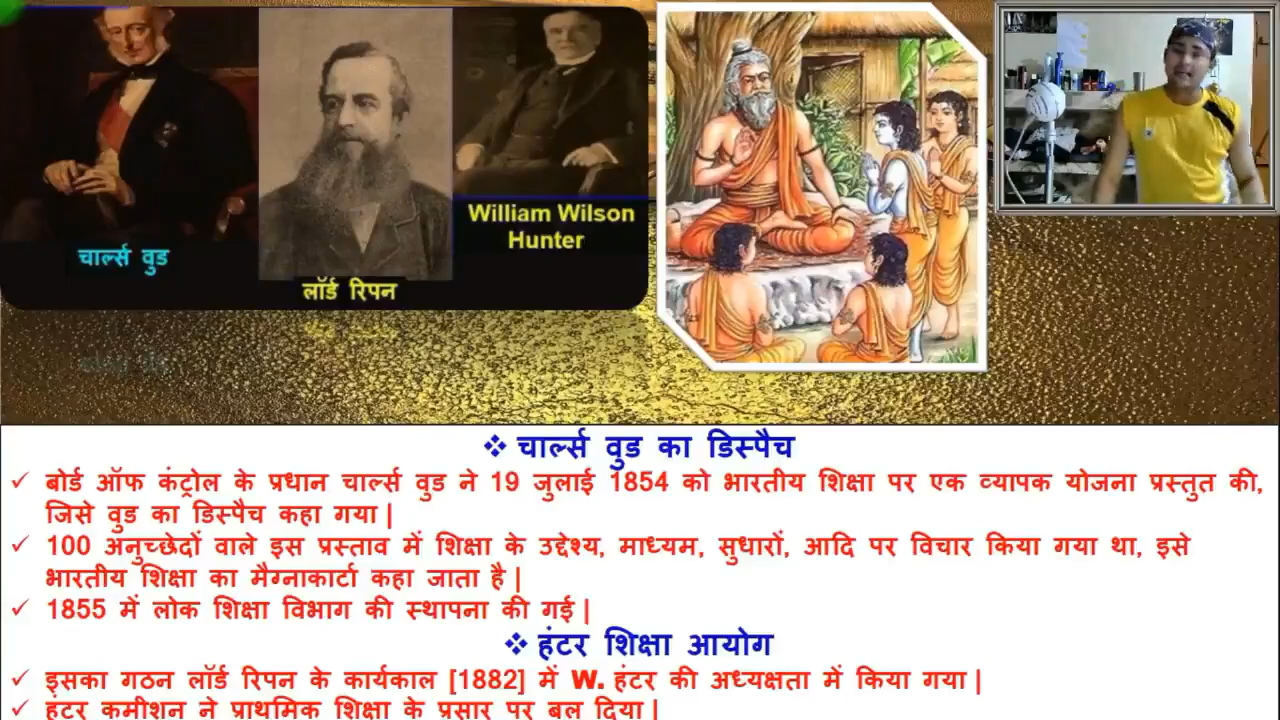 चार्ल्स वुड
लॉर्ड रिपन
William Wilson
Hunter
❖ चार्ल्स वुड का डिस्पैच
✓ बोर्ड ऑफ कंट्रोल के प्रधान चार्ल्स वुड ने 19 जुलाई 1854 को भारतीय शिक्षा पर एक व्यापक योजना प्रस्तुत की,
जिसे वुड का डिस्पैच कहा गया |
✓ 100 अनुच्छेदों वाले इस प्रस्ताव में शिक्षा के उद्देश्य, माध्यम, सुधारों, आदि पर विचार किया गया था, इसे
भारतीय शिक्षा का मैग्नाकार्टा कहा जाता है |
✓ 1855 में लोक शिक्षा विभाग की स्थापना की गई |
❖ हंटर शिक्षा आयोग
✓ इसका गठन लॉर्ड रिपन के कार्यकाल [1882] में W. हंटर की अध्यक्षता में किया गया |
✓ हंटर कमीशन ने प्राथमिक शिक्षा के प्रसार पर बल दिया |